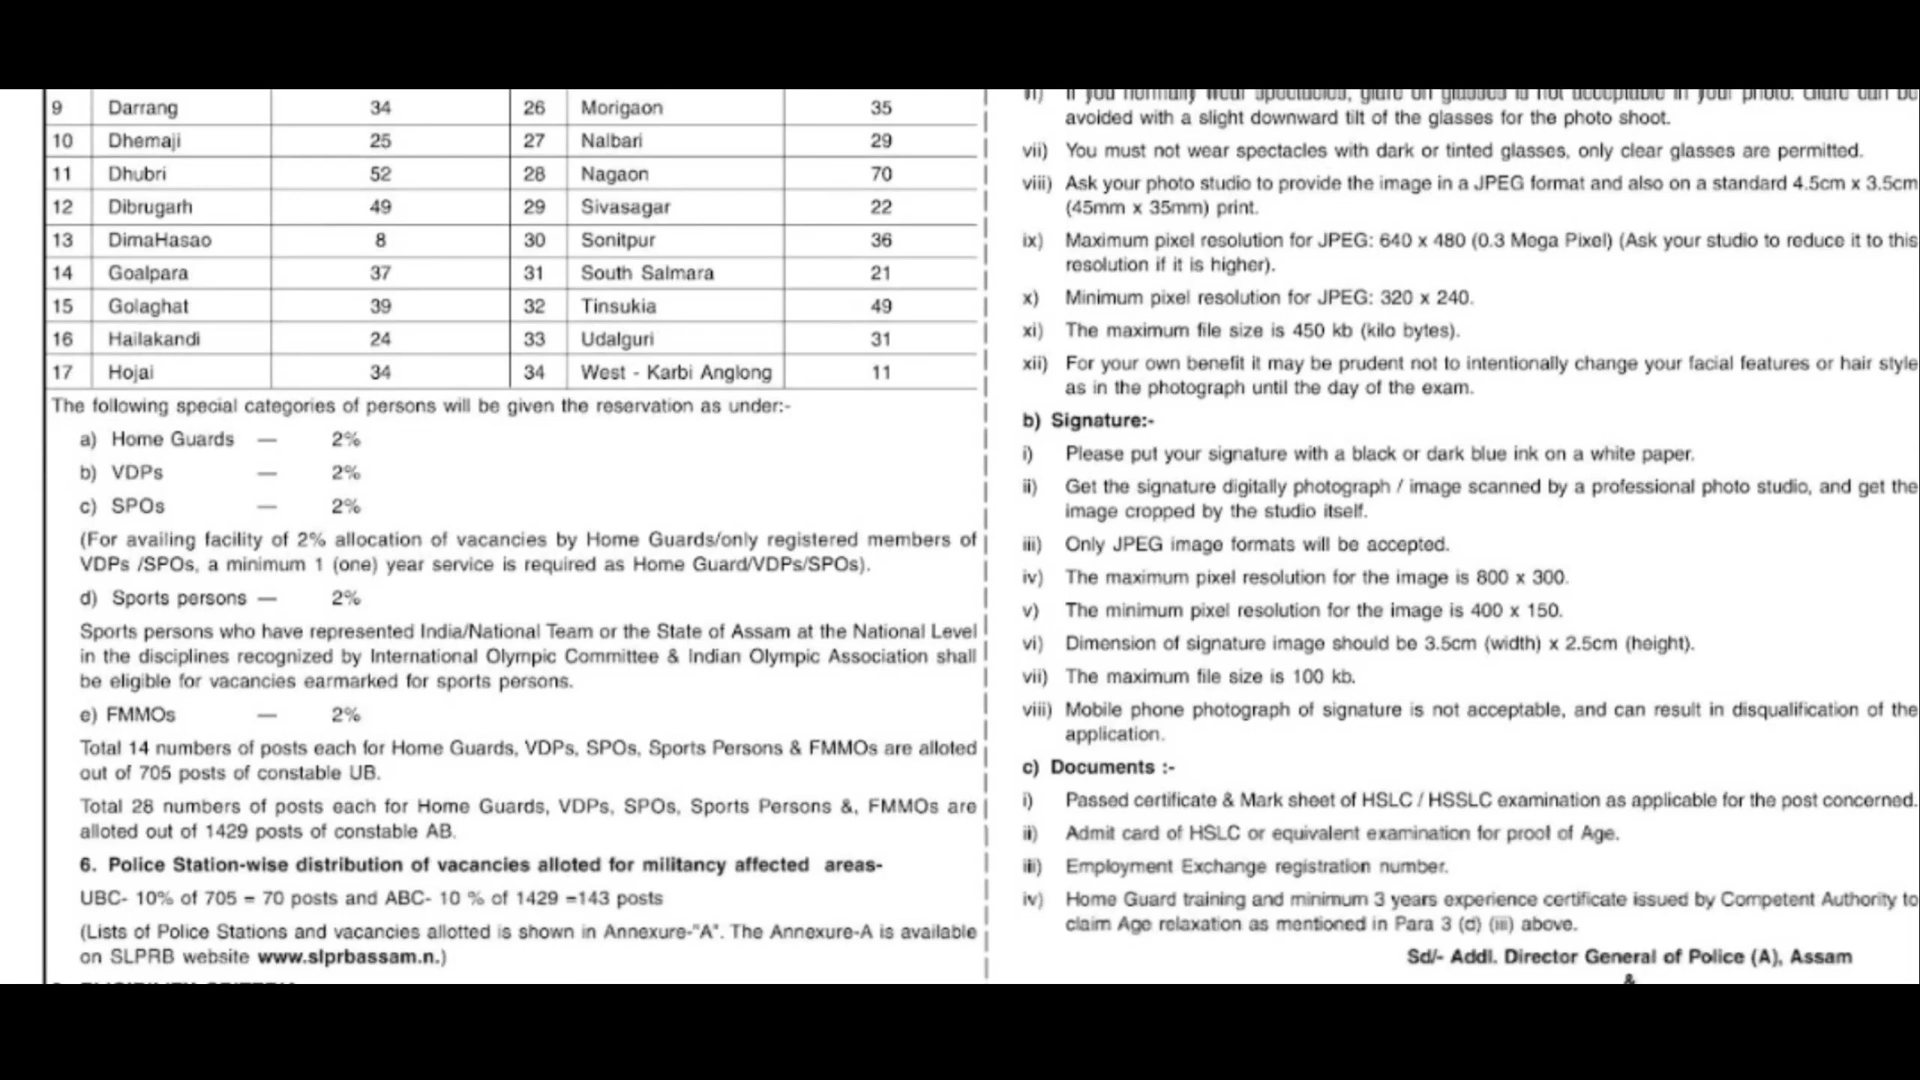 9 Darrang 34 26 Morigaon 35
10 Dhemaji 25 27 Nalbari 29
11 Dhubri 52 28 Nagaon 70
12 Dibrugarh 49 29 Sivasagar 22
13 DimaHasao 8 30 Sonitpur 36
14 Goalpara 37 31 South Salmara 21
15 Golaghat 39 32 Tinsukia 49
16 Hailakandi 24 33 Udalguri 31
17 Hojai 34 34 West - Karbi Anglong 11
The following special categories of persons will be given the reservation as under:-
a) Home Guards — 2%
b) VDPs — 2%
c) SPOs — 2%
(For availing facility of 2% allocation of vacancies by Home Guards/only registered members of
VDPs /SPOs, a minimum 1 (one) year service is required as Home Guard/VDPs/SPOs).
d) Sports persons — 2%
Sports persons who have represented India/National Team or the State of Assam at the National Level
in the disciplines recognized by International Olympic Committee & Indian Olympic Association shall
be eligible for vacancies earmarked for sports persons.
e) FMMOs — 2%
Total 14 numbers of posts each for Home Guards, VDPs, SPOs, Sports Persons & FMMOs are alloted
out of 705 posts of constable UB.
Total 28 numbers of posts each for Home Guards, VDPs, SPOs, Sports Persons &, FMMOs are
alloted out of 1429 posts of constable AB.
6. Police Station-wise distribution of vacancies alloted for militancy affected areas-
UBC- 10% of 705 = 70 posts and ABC- 10 % of 1429 =143 posts
(Lists of Police Stations and vacancies allotted is shown in Annexure-"A". The Annexure-A is available
on SLPRB website www.slprbassam.n.)
vi) If you normally wear spectacles, glare on glasses is not acceptable in your photo. Glare can be
avoided with a slight downward tilt of the glasses for the photo shoot.
vii) You must not wear spectacles with dark or tinted glasses, only clear glasses are permitted.
viii) Ask your photo studio to provide the image in a JPEG format and also on a standard 4.5cm x 3.5cm
(45mm x 35mm) print.
ix) Maximum pixel resolution for JPEG: 640 x 480 (0.3 Mega Pixel) (Ask your studio to reduce it to this
resolution if it is higher).
x) Minimum pixel resolution for JPEG: 320 x 240.
xi) The maximum file size is 450 kb (kilo bytes).
xii) For your own benefit it may be prudent not to intentionally change your facial features or hair style
as in the photograph until the day of the exam.
b) Signature:-
i) Please put your signature with a black or dark blue ink on a white paper.
ii) Get the signature digitally photograph / image scanned by a professional photo studio, and get the
image cropped by the studio itself.
iii) Only JPEG image formats will be accepted.
iv) The maximum pixel resolution for the image is 800 x 300.
v) The minimum pixel resolution for the image is 400 x 150.
vi) Dimension of signature image should be 3.5cm (width) x 2.5cm (height).
vii) The maximum file size is 100 kb.
viii) Mobile phone photograph of signature is not acceptable, and can result in disqualification of the
application.
c) Documents :-
i) Passed certificate & Mark sheet of HSLC / HSSLC examination as applicable for the post concerned.
ii) Admit card of HSLC or equivalent examination for proof of Age.
iii) Employment Exchange registration number.
iv) Home Guard training and minimum 3 years experience certificate issued by Competent Authority to
claim Age relaxation as mentioned in Para 3 (d) (iii) above.
Sd/- Addl. Director General of Police (A), Assam
&